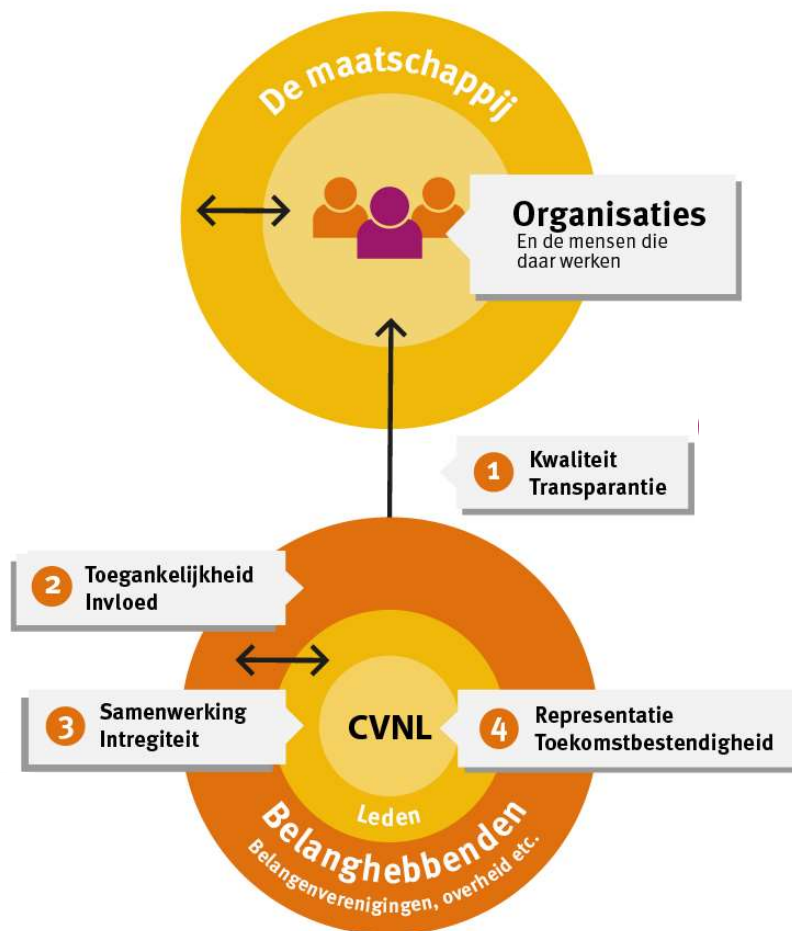 De maatschappij
Organisaties
En de mensen die
daar werken
1 Kwaliteit
Transparantie
2 Toegankelijkheid
Invloed
3 Samenwerking
Intregiteit
CVNL
4 Representatie
Toekomstbestendigheid
Leden
Belanghebbenden
Belangenverenigingen, overheid etc.